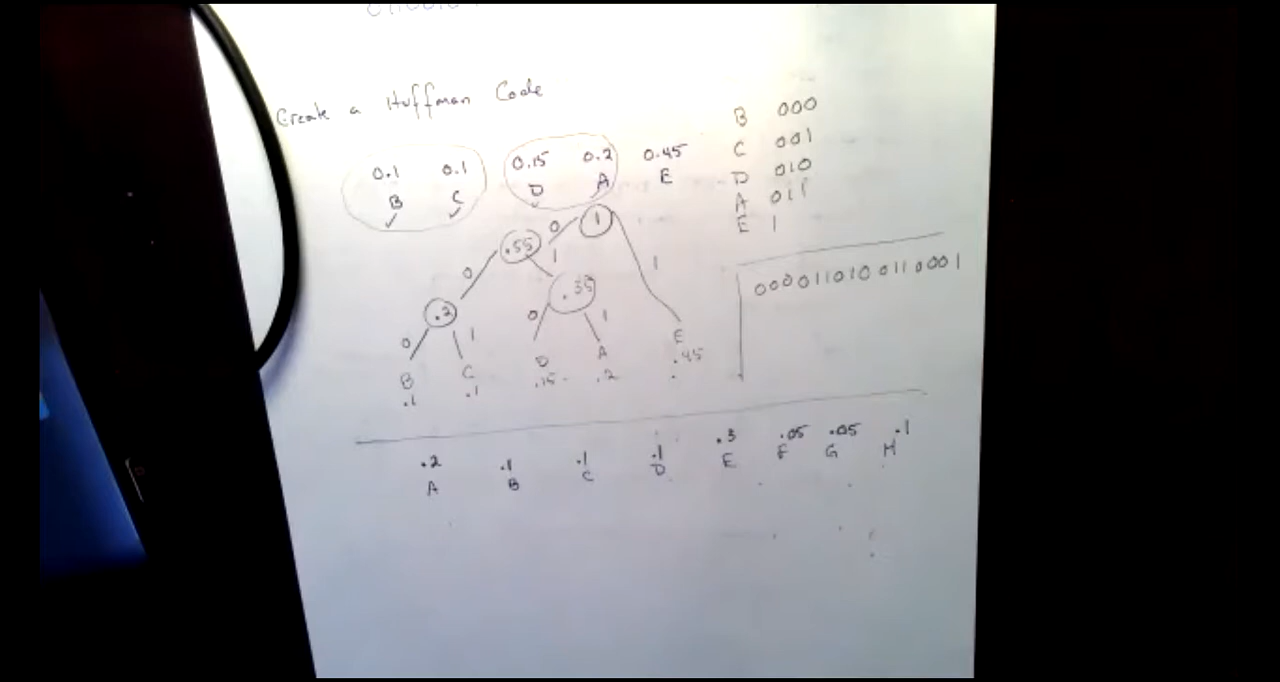 Create a Huffman Code
0.1 0.1 0.15 0.2 0.45
B C D A E
B 000
C 001
D 010
A 011
E 1
1
0 1
.55
0 1
.2 .35
0 1 0 1
B C D A E
.1 .1 .15 .2 .45
0000110100110001
.2 .1 .1 .1 .3 .05 .05 .1
A B C D E F G H